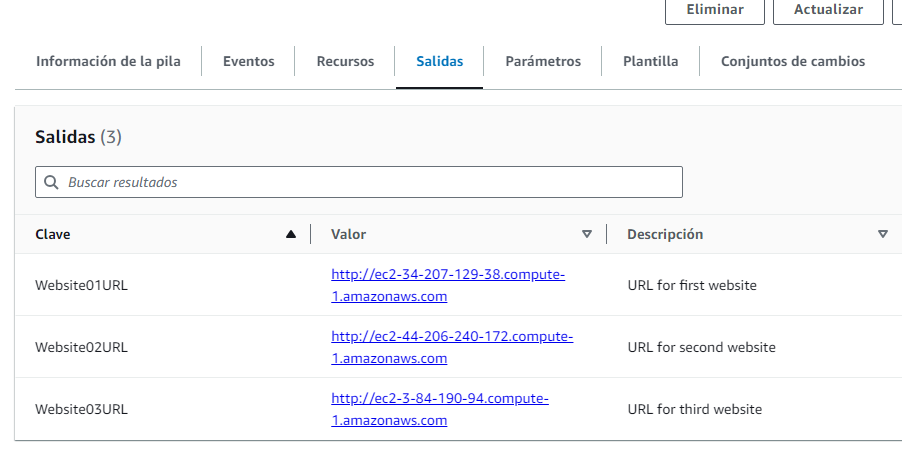 Eliminar
Actualizar
Información de la pila
Eventos
Recursos
Salidas
Parámetros
Plantilla
Conjuntos de cambios
Salidas (3)
Buscar resultados
Clave
Valor
Descripción
Website01URL
http://ec2-34-207-129-38.compute-
1.amazonaws.com
URL for first website
Website02URL
http://ec2-44-206-240-172.compute-
1.amazonaws.com
URL for second website
Website03URL
http://ec2-3-84-190-94.compute-
1.amazonaws.com
URL for third website